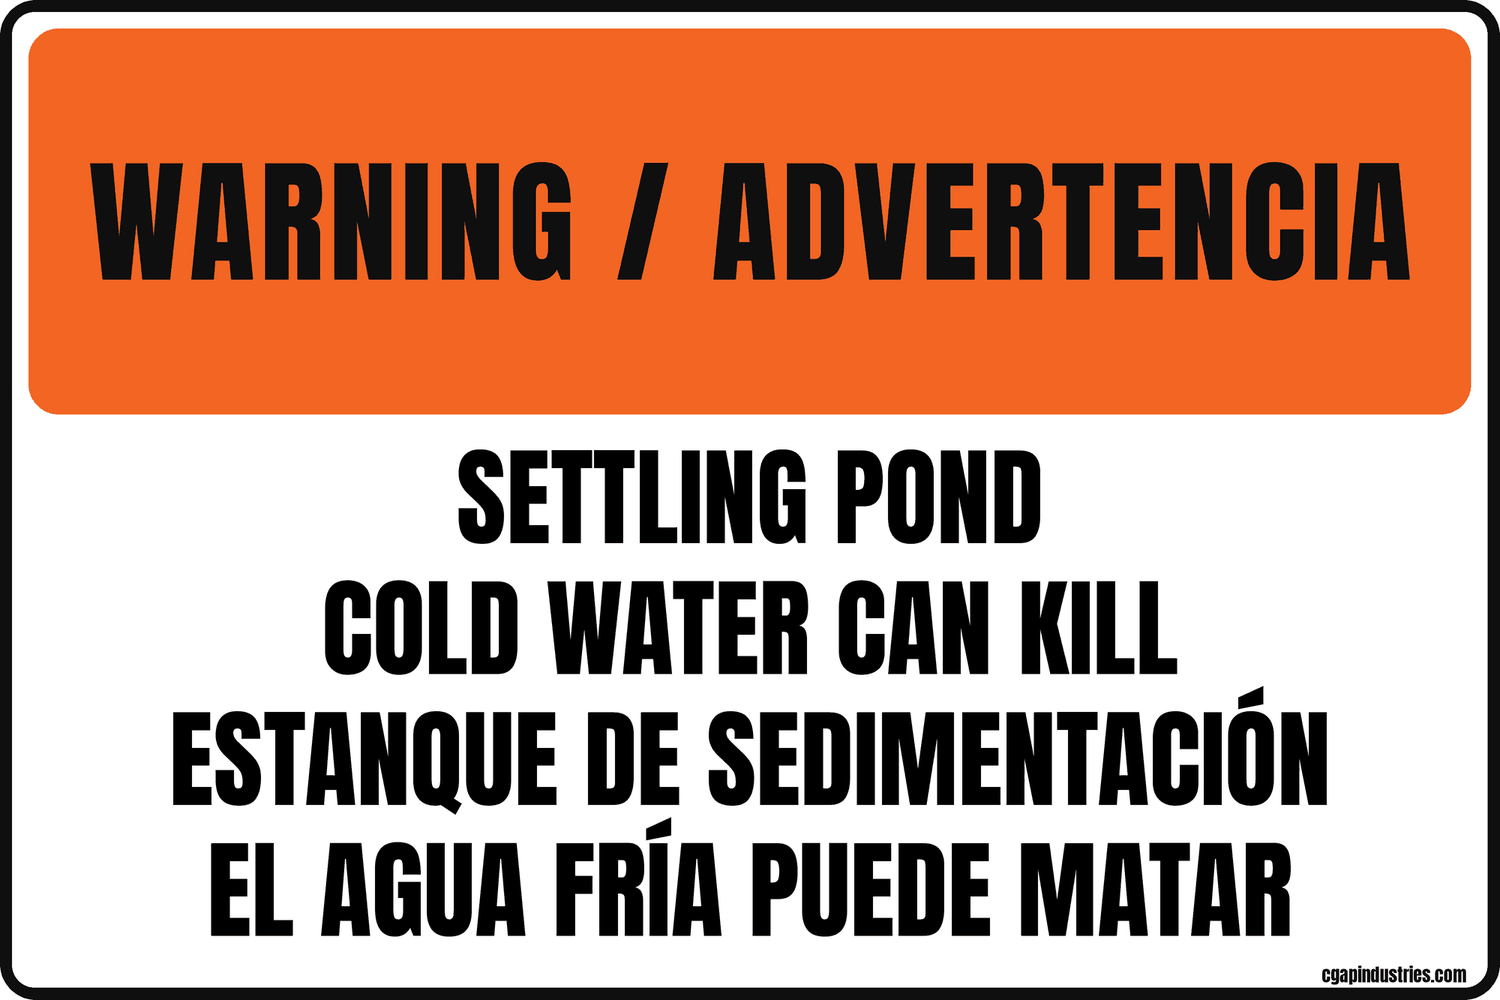 WARNING / ADVERTENCIA
SETTLING POND
COLD WATER CAN KILL
ESTANQUE DE SEDIMENTACIÓN
EL AGUA FRÍA PUEDE MATAR
cgapindustries.com